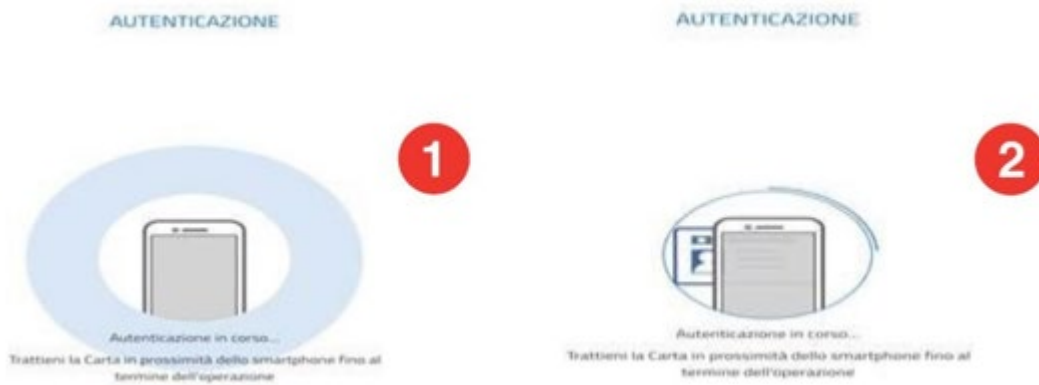 AUTENTICAZIONE
1
Autenticazione in corso...
Trattieni la Carta in prossimità dello smartphone fino al
termine dell'operazione
AUTENTICAZIONE
2
Autenticazione in corso...
Trattieni la Carta in prossimità dello smartphone fino al
termine dell'operazione